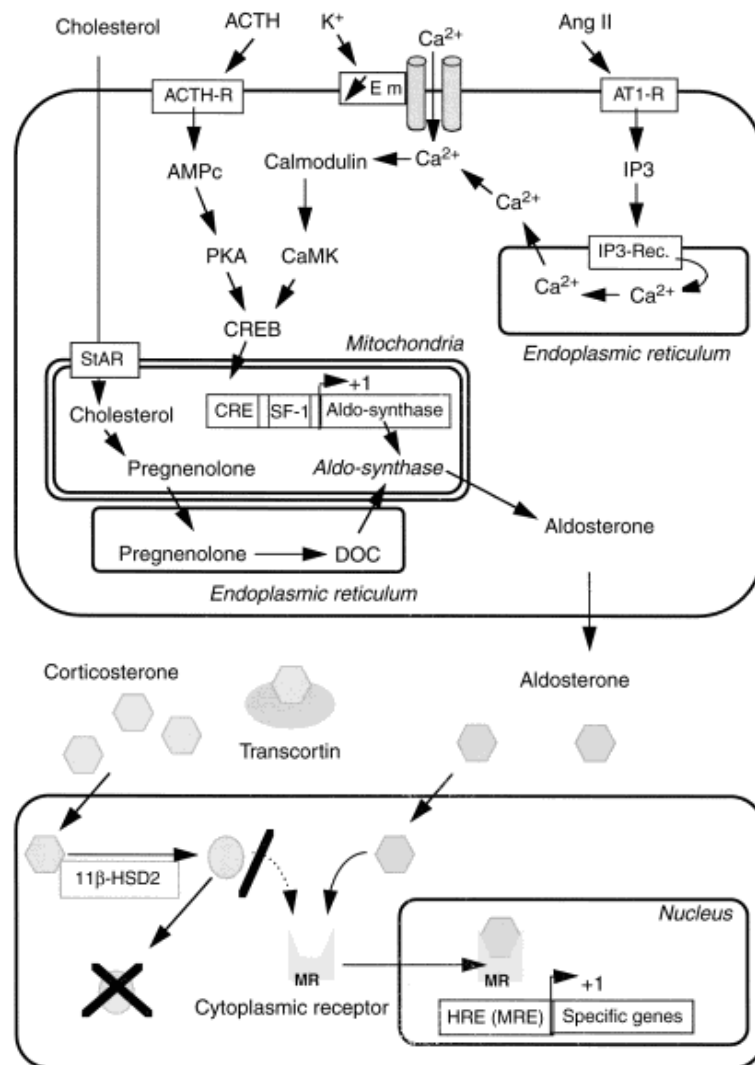 Cholesterol
ACTH
K⁺
Ca²⁺
Ang II
ACTH-R
E m
AT1-R
AMPc
Calmodulin
Ca²⁺
Ca²⁺
IP3
PKA
CaMK
IP3-Rec.
Ca²⁺
Ca²⁺
CREB
Endoplasmic reticulum
Mitochondria
StAR
+1
Cholesterol
CRE
SF-1
Aldo-synthase
Pregnenolone
Aldo-synthase
Aldosterone
Pregnenolone
DOC
Endoplasmic reticulum
Corticosterone
Transcortin
Aldosterone
11β-HSD2
Nucleus
MR
MR
Cytoplasmic receptor
+1
HRE (MRE)
Specific genes